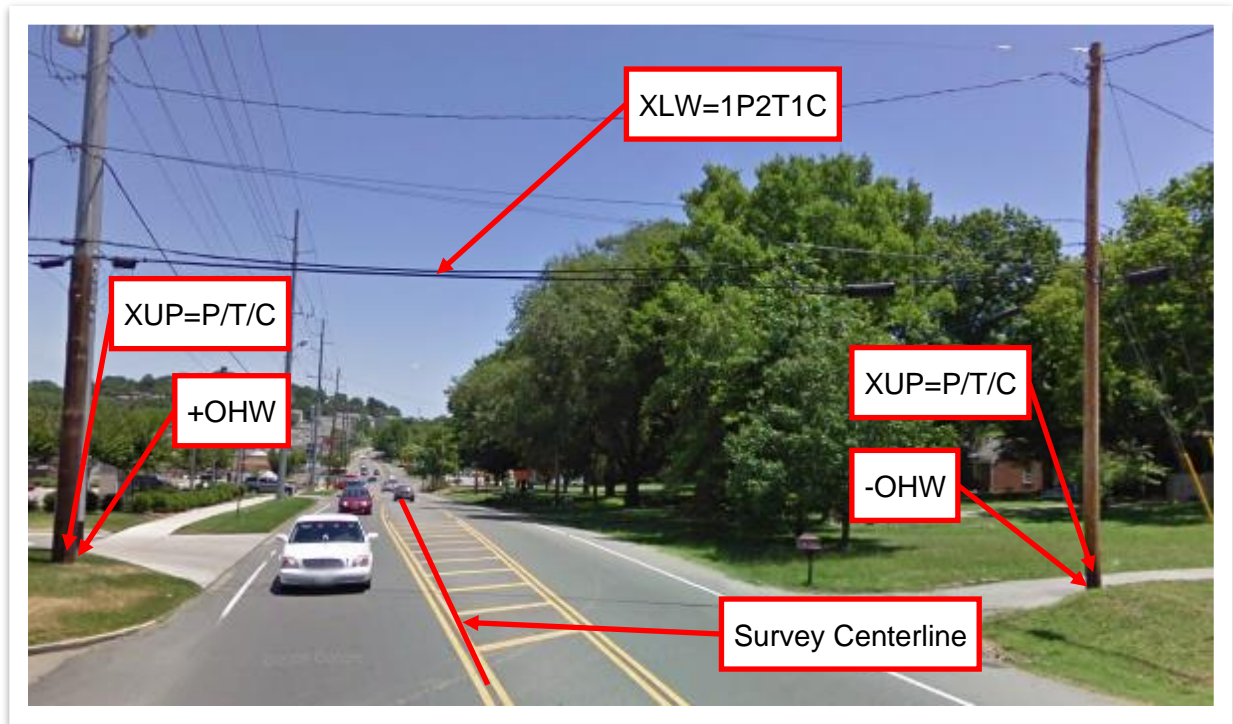 XLW=1P2T1C
XUP=P/T/C
+OHW
XUP=P/T/C
-OHW
Survey Centerline